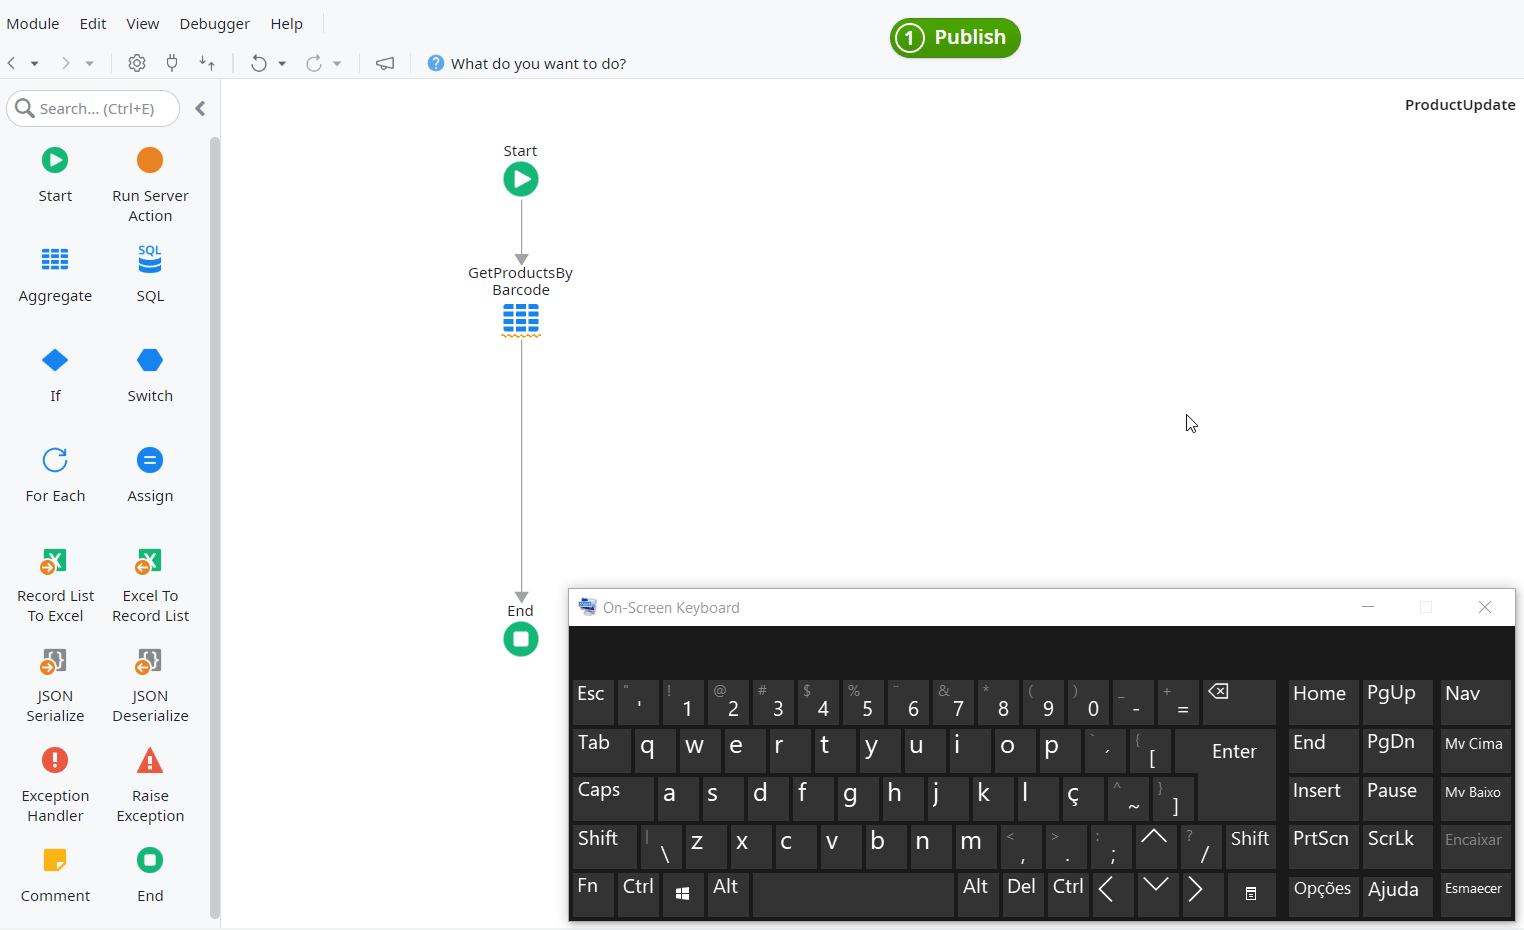 Module Edit View Debugger Help
1 Publish
What do you want to do?
Search... (Ctrl+E)
ProductUpdate
Start
Run Server
Action
Aggregate
SQL
SQL
If
Switch
For Each
Assign
Record List
To Excel
Excel To
Record List
JSON
Serialize
JSON
Deserialize
Exception
Handler
Raise
Exception
Comment
End
Start
GetProductsBy
Barcode
End
On-Screen Keyboard
Esc " ' ! 1 @ 2 # 3 $ 4 % 5 ¨ 6 & 7 * 8 ( 9 ) 0 _ - + = Home PgUp Nav
Tab q w e r t y u i o p ` ´ { [ Enter End PgDn Mv Cima
Caps a s d f g h j k l ç ^ ~ } ] Insert Pause Mv Baixo
Shift | \ z x c v b n m < , > . : ; ? / Shift PrtScn ScrLk Encaixar
Fn Ctrl Alt Alt Del Ctrl Opções Ajuda Esmaecer